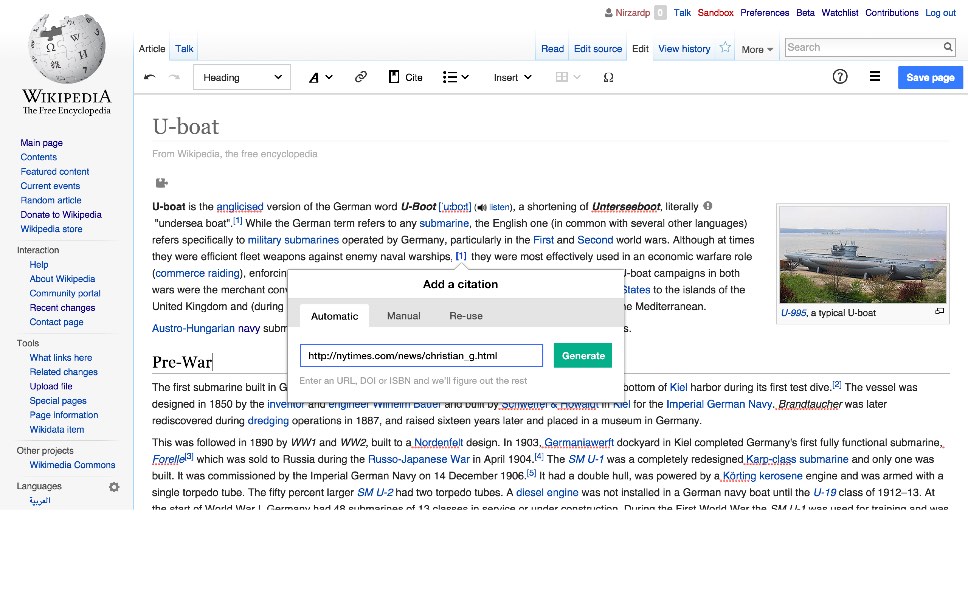 Nirzardp 0 Talk Sandbox Preferences Beta Watchlist Contributions Log out
Article Talk Read Edit source Edit View history More Search
Heading A Cite Insert Ω ? Save page
WIKIPEDIA
The Free Encyclopedia
Main page
Contents
Featured content
Current events
Random article
Donate to Wikipedia
Wikipedia store
Interaction
Help
About Wikipedia
Community portal
Recent changes
Contact page
Tools
What links here
Related changes
Upload file
Special pages
Page information
Wikidata item
Other projects
Wikimedia Commons
Languages
العربية
U-boat
From Wikipedia, the free encyclopedia
U-boat is the anglicised version of the German word U-Boot [ˈuːboːt] (listen), a shortening of Unterseeboot, literally
"undersea boat".[1] While the German term refers to any submarine, the English one (in common with several other languages)
refers specifically to military submarines operated by Germany, particularly in the First and Second world wars. Although at times
they were efficient fleet weapons against enemy naval warships, [1] they were most effectively used in an economic warfare role
(commerce raiding), enforcin U-boat campaigns in both
wars were the merchant conv States to the islands of the
United Kingdom and (during e Mediterranean.
Austro-Hungarian navy subm s.
U-995, a typical U-boat
Add a citation
Automatic Manual Re-use
http://nytimes.com/news/christian_g.html Generate
Enter an URL, DOI or ISBN and we'll figure out the rest
Pre-War
The first submarine built in G bottom of Kiel harbor during its first test dive.[2] The vessel was
designed in 1850 by the inventor and engineer Wilhelm Bauer and built by Schweffel & Howaldt in Kiel for the Imperial German Navy. Brandtaucher was later
rediscovered during dredging operations in 1887, and raised sixteen years later and placed in a museum in Germany.
This was followed in 1890 by WW1 and WW2, built to a Nordenfelt design. In 1903, Germaniawerft dockyard in Kiel completed Germany's first fully functional submarine,
Forelle[3] which was sold to Russia during the Russo-Japanese War in April 1904.[4] The SM U-1 was a completely redesigned Karp-class submarine and only one was
built. It was commissioned by the Imperial German Navy on 14 December 1906.[5] It had a double hull, was powered by a Körting kerosene engine and was armed with a
single torpedo tube. The fifty percent larger SM U-2 had two torpedo tubes. A diesel engine was not installed in a German navy boat until the U-19 class of 1912–13. At
the start of World War I, Germany had 48 submarines of 13 classes in service or under construction. During the First World War the SM U-1 was used for training and was